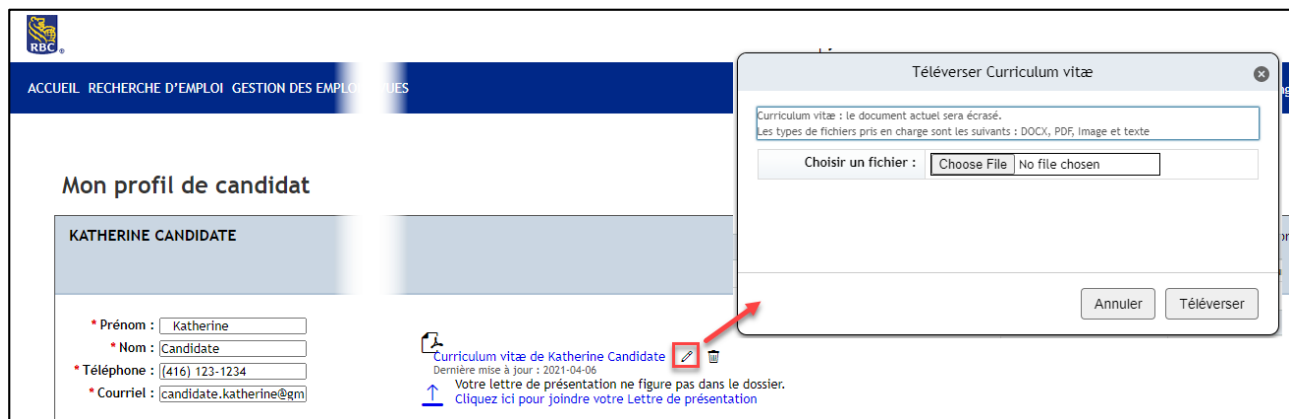 RBC
ACCUEIL RECHERCHE D'EMPLOI GESTION DES EMPLO UES
Mon profil de candidat
KATHERINE CANDIDATE
* Prénom : Katherine
* Nom : Candidate
* Téléphone : (416) 123-1234
* Courriel : candidate.katherine@gm
Curriculum vitæ de Katherine Candidate
Dernière mise à jour : 2021-04-06
Votre lettre de présentation ne figure pas dans le dossier.
Cliquez ici pour joindre votre Lettre de présentation
Téléverser Curriculum vitæ
Curriculum vitæ : le document actuel sera écrasé.
Les types de fichiers pris en charge sont les suivants : DOCX, PDF, Image et texte
Choisir un fichier : Choose File No file chosen
Annuler Téléverser